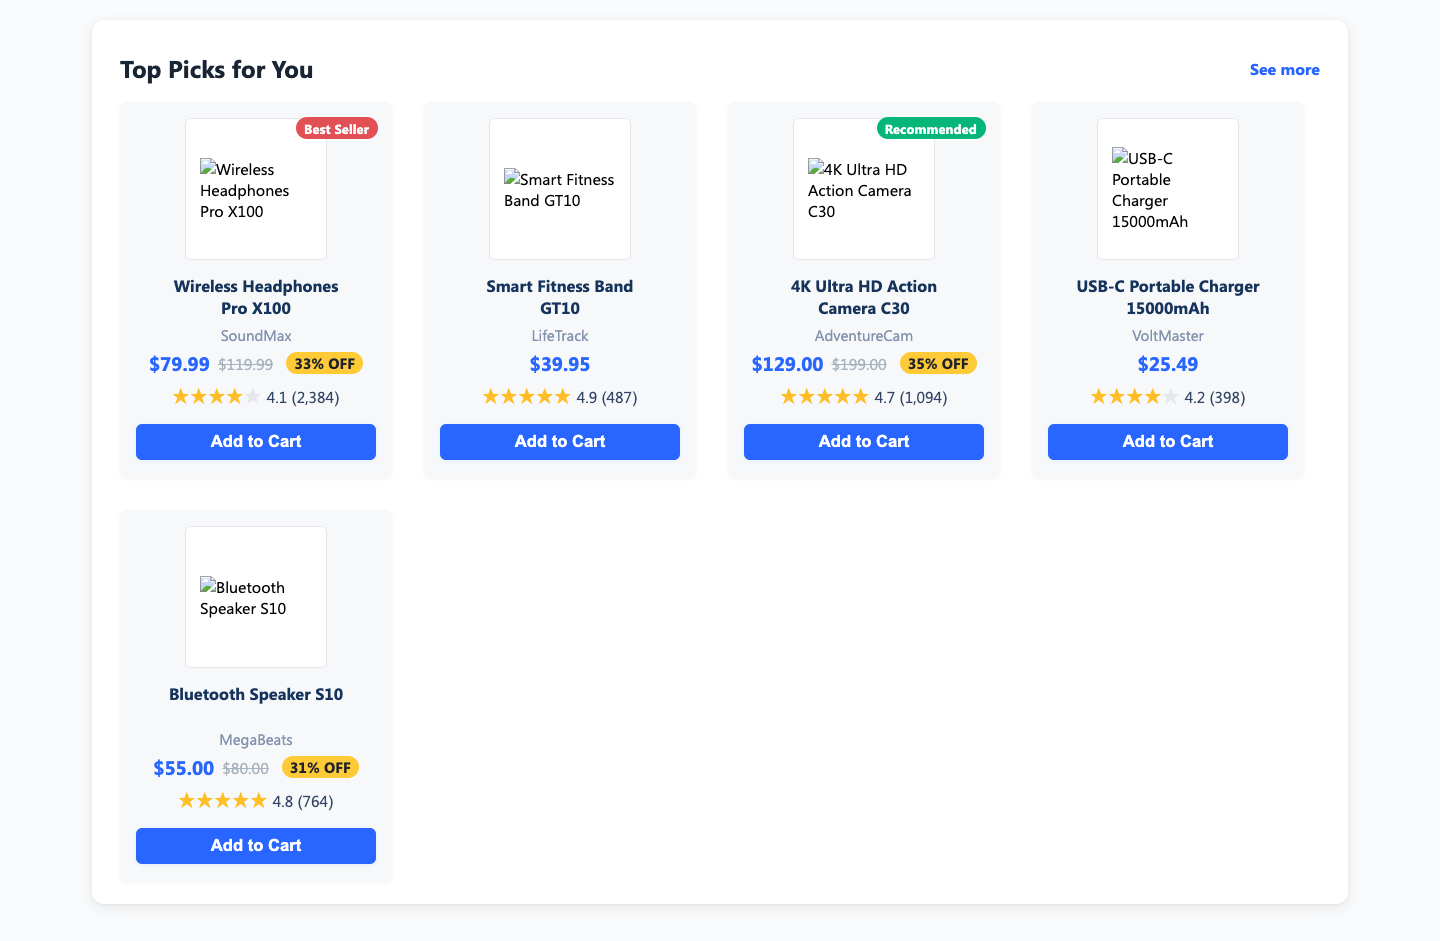 Top Picks for You
See more
Best Seller
Wireless
Headphones
Pro X100
Wireless Headphones
Pro X100
SoundMax
$79.99 $119.99 33% OFF
★★★★★ 4.1 (2,384)
Add to Cart
Smart Fitness
Band GT10
Smart Fitness Band
GT10
LifeTrack
$39.95
★★★★★ 4.9 (487)
Add to Cart
Recommended
4K Ultra HD
Action Camera
C30
4K Ultra HD Action
Camera C30
AdventureCam
$129.00 $199.00 35% OFF
★★★★★ 4.7 (1,094)
Add to Cart
USB-C
Portable
Charger
15000mAh
USB-C Portable Charger
15000mAh
VoltMaster
$25.49
★★★★★ 4.2 (398)
Add to Cart
Bluetooth
Speaker S10
Bluetooth Speaker S10
MegaBeats
$55.00 $80.00 31% OFF
★★★★★ 4.8 (764)
Add to Cart